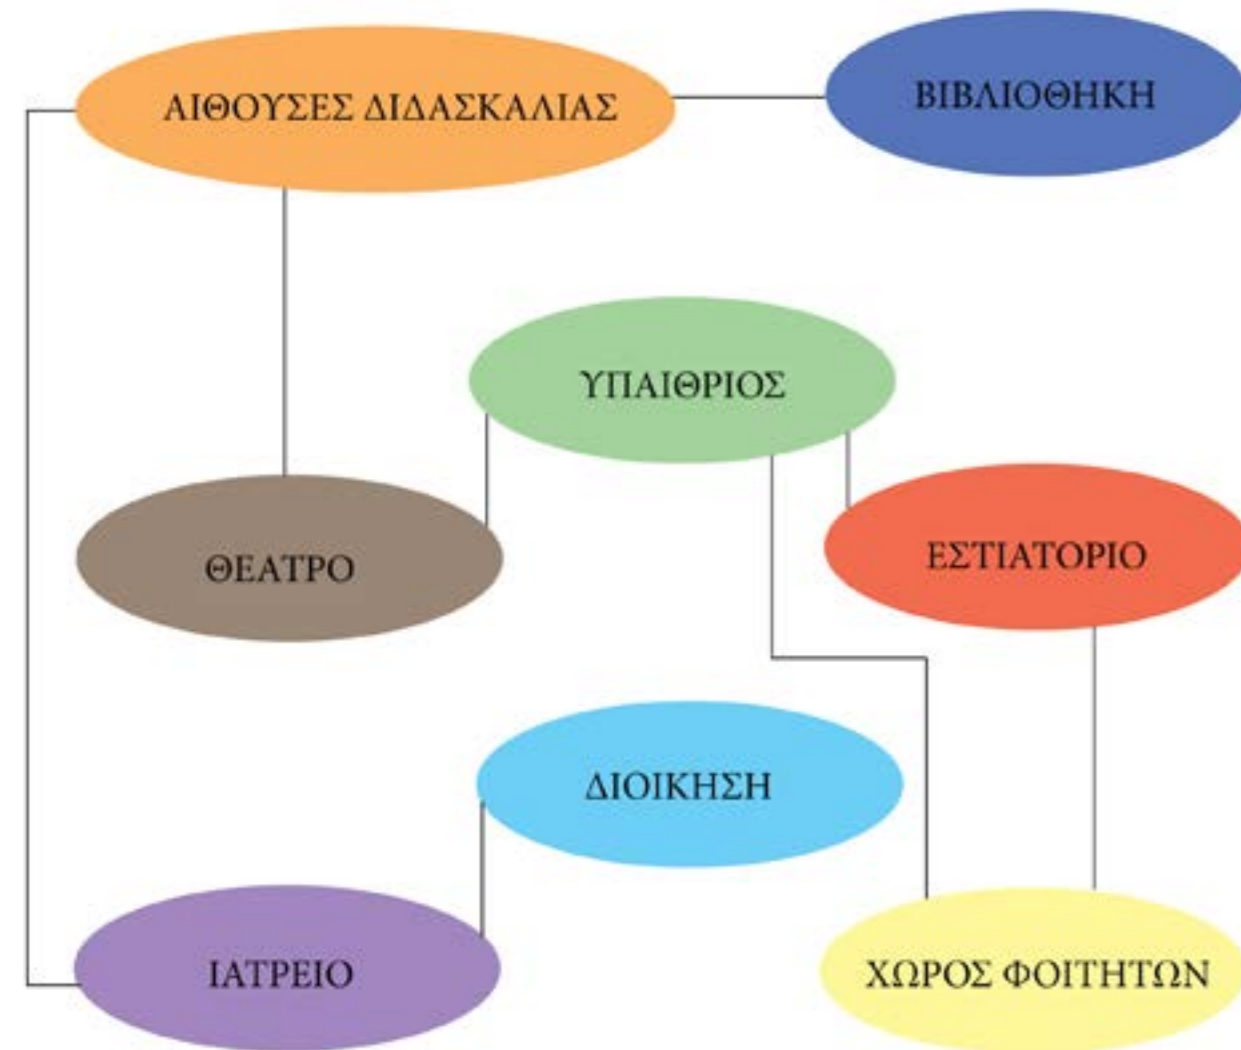 ΑΙΘΟΥΣΕΣ ΔΙΔΑΣΚΑΛΙΑΣ
ΒΙΒΛΙΟΘΗΚΗ
ΥΠΑΙΘΡΙΟΣ
ΘΕΑΤΡΟ
ΕΣΤΙΑΤΟΡΙΟ
ΔΙΟΙΚΗΣΗ
ΙΑΤΡΕΙΟ
ΧΩΡΟΣ ΦΟΙΤΗΤΩΝ